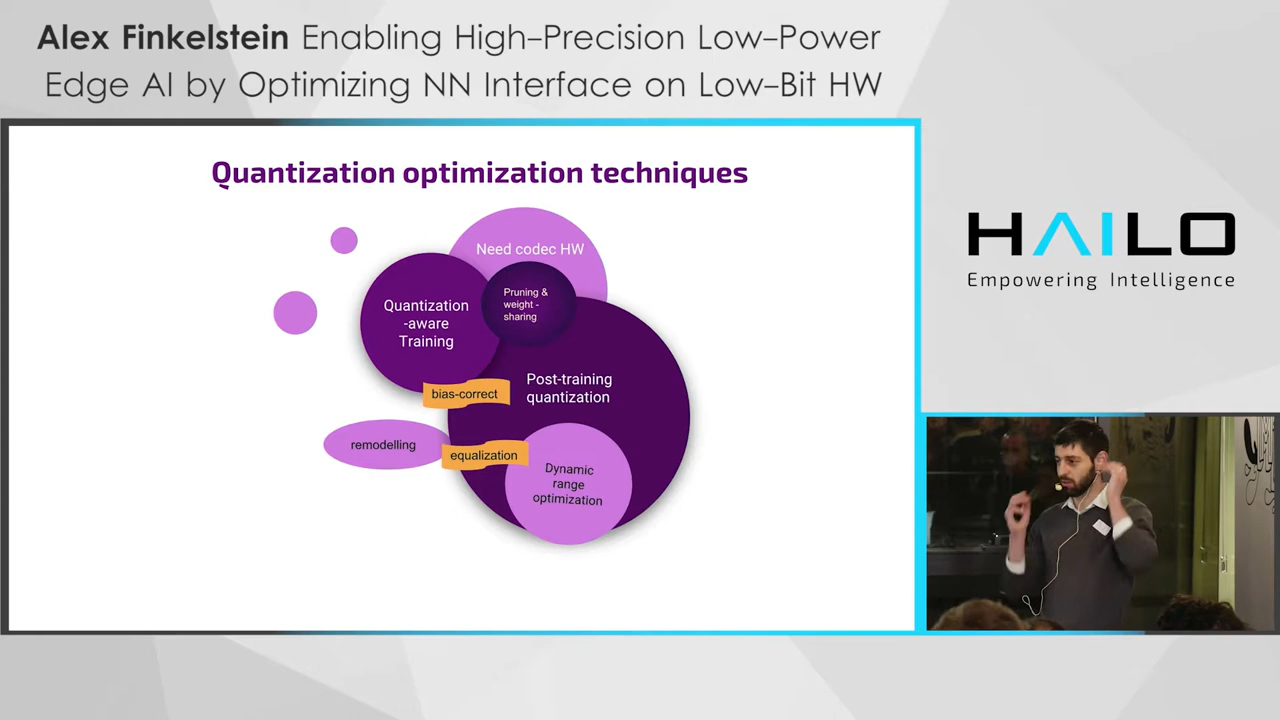 Alex Finkelstein Enabling High-Precision Low-Power
Edge AI by Optimizing NN Interface on Low-Bit HW
Quantization optimization techniques
Need codec HW
Pruning &
weight -
sharing
Quantization
-aware
Training
bias-correct
Post-training
quantization
remodelling
equalization
Dynamic
range
optimization
HAILO
Empowering Intelligence